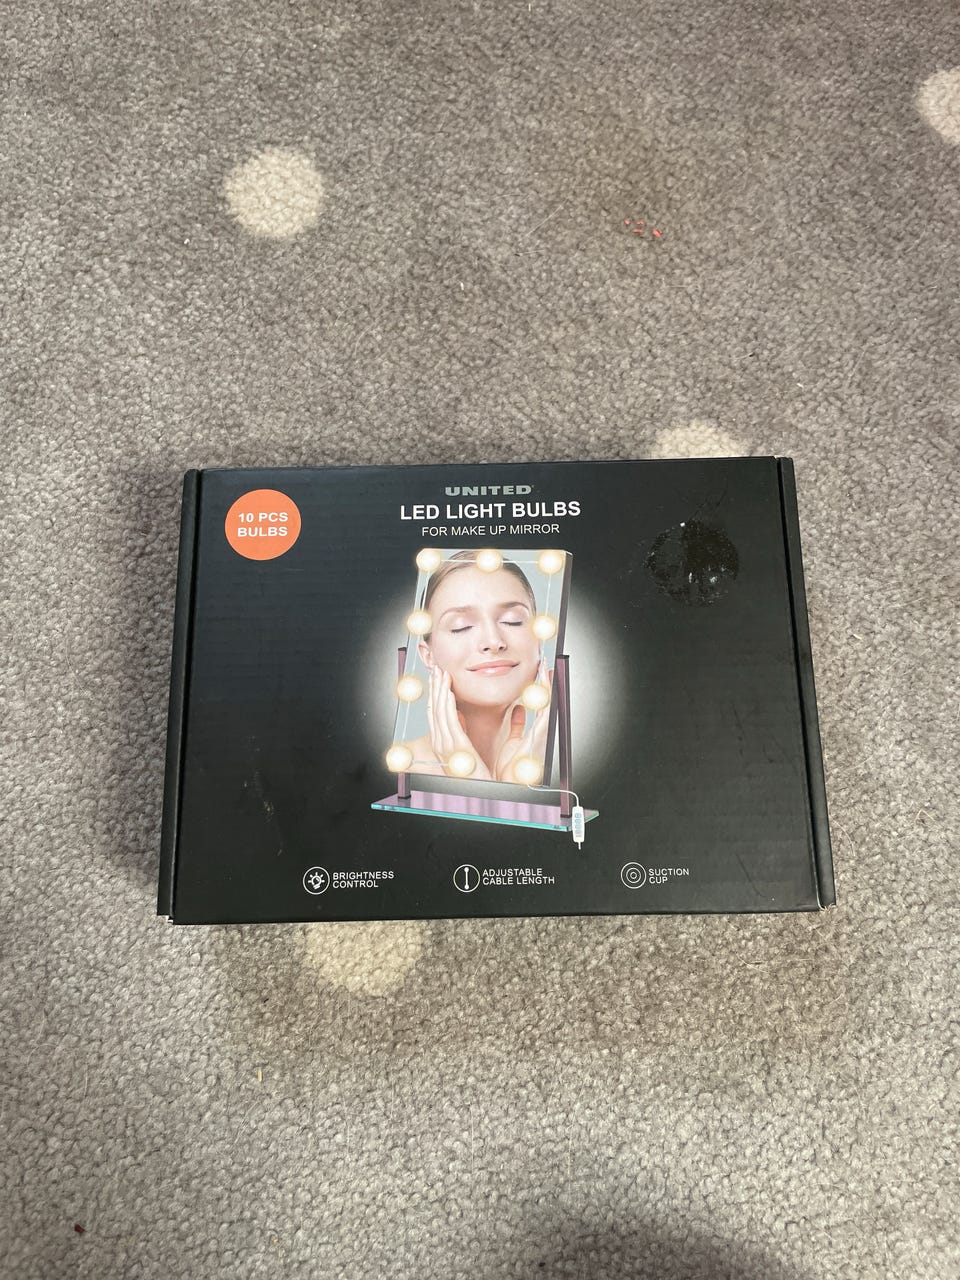 10 PCS
BULBS
UNITED
LED LIGHT BULBS
FOR MAKE UP MIRROR
BRIGHTNESS
CONTROL
ADJUSTABLE
CABLE LENGTH
SUCTION
CUP